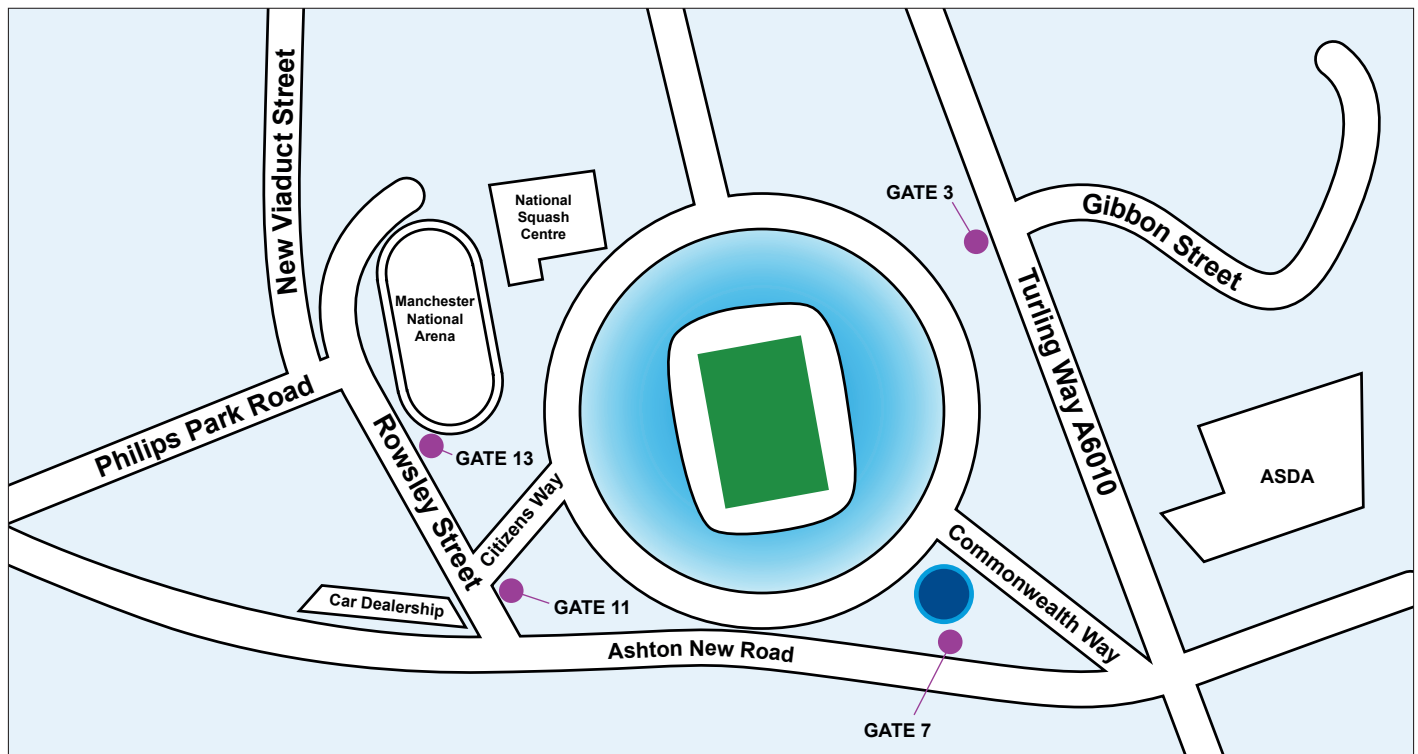 New Viaduct Street
National
Squash
Centre
GATE 3
Gibbon Street
Manchester
National
Arena
Turling Way A6010
Philips Park Road
Rowsley Street
GATE 13
Citizens Way
ASDA
Commonwealth Way
Car Dealership
GATE 11
Ashton New Road
GATE 7